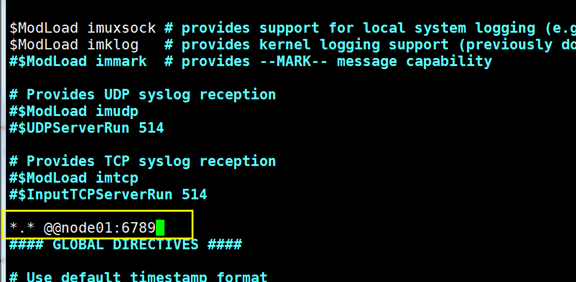 $ModLoad imuxsock # provides support for local system logging (e.g
$ModLoad imklog # provides kernel logging support (previously do
#$ModLoad immark # provides --MARK-- message capability
# Provides UDP syslog reception
#$ModLoad imudp
#$UDPServerRun 514
# Provides TCP syslog reception
#$ModLoad imtcp
#$InputTCPServerRun 514
*.* @@node01:6789
#### GLOBAL DIRECTIVES ####
# Use default timestamp format